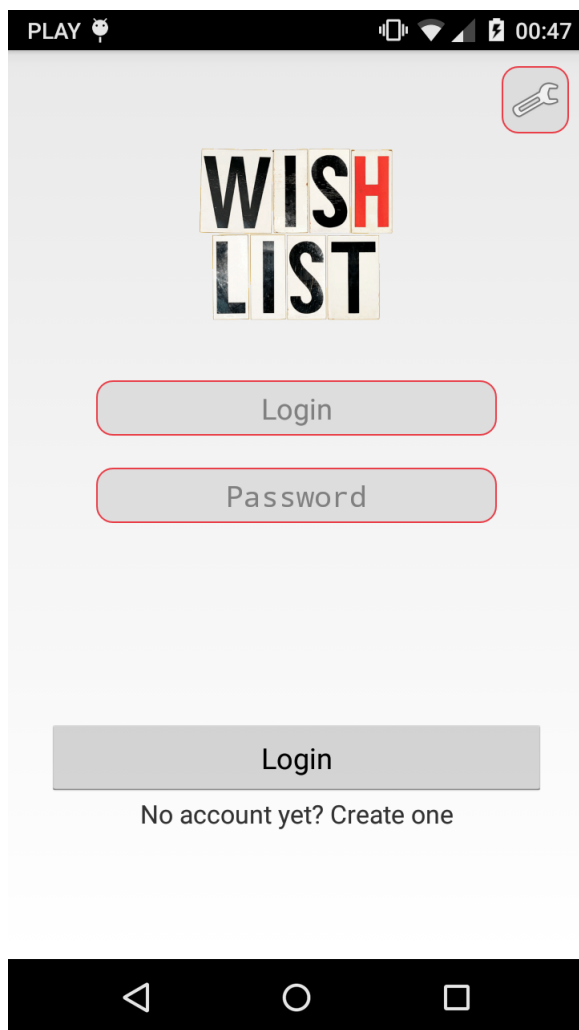 PLAY 00:47
WISH
LIST
Login
Password
Login
No account yet? Create one